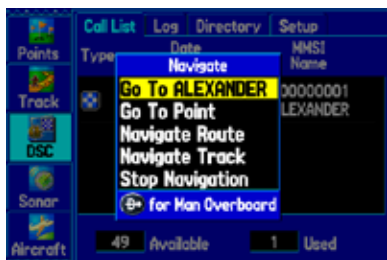 Call List Log Directory Setup
Points
Type Date MMSI
Name
Navigate
Go To ALEXANDER
00000001
ALEXANDER
Track
Go To Point
Navigate Route
DSC
Navigate Track
Stop Navigation
Sonar
for Man Overboard
Aircraft
49 Available 1 Used